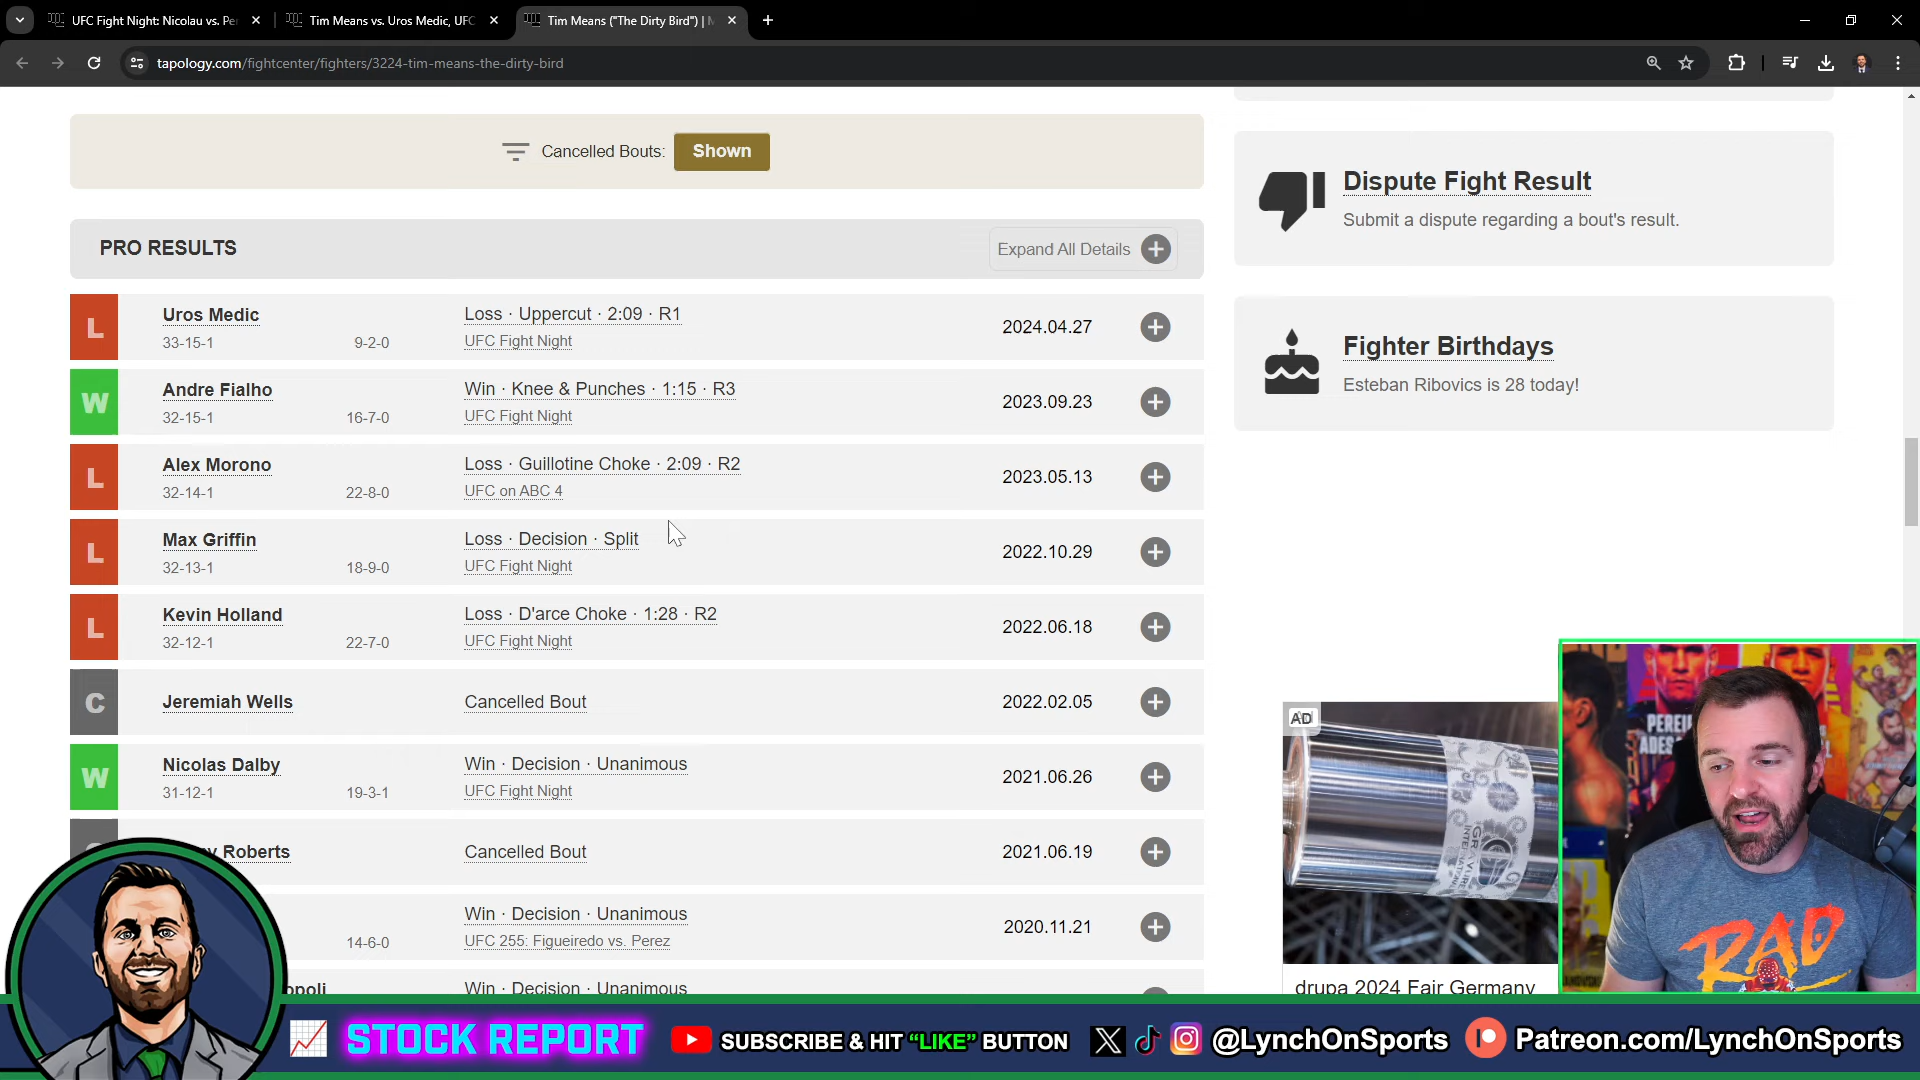 UFC Fight Night: Nicolau vs. Pe
Tim Means vs. Uros Medic, UFC
Tim Means ("The Dirty Bird") | M
tapology.com/fightcenter/fighters/3224-tim-means-the-dirty-bird
Cancelled Bouts: Shown
PRO RESULTS
Expand All Details
L
Uros Medic
33-15-1
9-2-0
Loss · Uppercut · 2:09 · R1
UFC Fight Night
2024.04.27
W
Andre Fialho
32-15-1
16-7-0
Win · Knee & Punches · 1:15 · R3
UFC Fight Night
2023.09.23
L
Alex Morono
32-14-1
22-8-0
Loss · Guillotine Choke · 2:09 · R2
UFC on ABC 4
2023.05.13
L
Max Griffin
32-13-1
18-9-0
Loss · Decision · Split
UFC Fight Night
2022.10.29
L
Kevin Holland
32-12-1
22-7-0
Loss · D'arce Choke · 1:28 · R2
UFC Fight Night
2022.06.18
C
Jeremiah Wells
Cancelled Bout
2022.02.05
W
Nicolas Dalby
31-12-1
19-3-1
Win · Decision · Unanimous
UFC Fight Night
2021.06.26
Roberts
Cancelled Bout
2021.06.19
14-6-0
Win · Decision · Unanimous
UFC 255: Figueiredo vs. Perez
2020.11.21
opoli
Win · Decision · Unanimous
Dispute Fight Result
Submit a dispute regarding a bout's result.
Fighter Birthdays
Esteban Ribovics is 28 today!
AD
drupa 2024 Fair Germany
PEREI
ADES
RAD
STOCK REPORT
SUBSCRIBE & HIT “LIKE” BUTTON
@LynchOnSports
Patreon.com/LynchOnSports